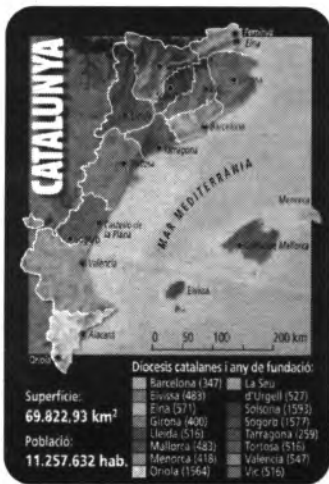 CATALUNYA
Perpinyà
Elna
Girona
Barcelona
Tarragona
Tortosa
MAR MEDITERRÀNIA
Menorca
Castelló de
la Plana
Sogorb
València
Eivissa
Alacant
Oriola
0 50 100 200 km
Diòcesis catalanes i any de fundació:
Superfície:
69.822,93 km²
Població:
11.257.632 hab.
Barcelona (347)
Eivissa (483)
Elna (571)
Girona (400)
Lleida (516)
Mallorca (483)
Menorca (418)
Oriola (1564)
La Seu
d'Urgell (527)
Solsona (1593)
Sogorb (1577)
Tarragona (259)
Tortosa (516)
València (547)
Vic (516)